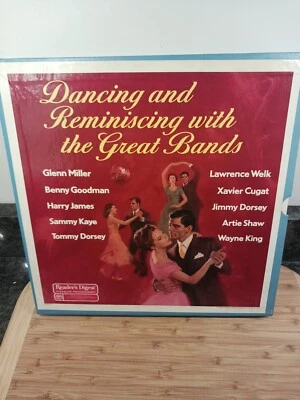 Dancing and
Reminiscing with
the Great Bands
Glenn Miller
Benny Goodman
Harry James
Sammy Kaye
Tommy Dorsey
Lawrence Welk
Xavier Cugat
Jimmy Dorsey
Artie Shaw
Wayne King
Reader's Digest